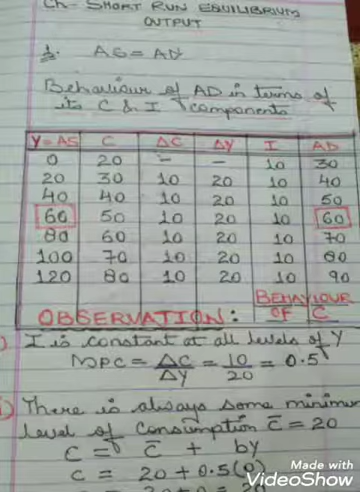 Ch- SHORT RUN EQUILIBRIUM
OUTPUT
1. AS = AD
Behaviour of AD in terms of
its C & I components
Y=AS C ΔC ΔY I AD
0 20 - - 10 30
20 30 10 20 10 40
40 40 10 20 10 50
60 50 10 20 10 60
80 60 10 20 10 70
100 70 10 20 10 80
120 80 10 20 10 90
OBSERVATION: BEHAVIOUR OF C̅
I is constant at all levels of Y
MPC = ΔC/ΔY = 10/20 = 0.5
There is always some minimum
level of consumption C̅ = 20
C = C̅ + bY
C = 20 + 0.5(0)
Made with
VideoShow